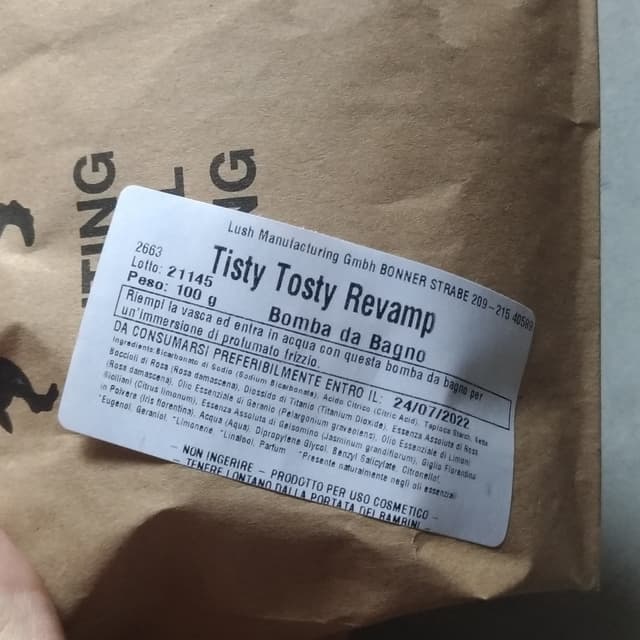 TING
L
NG
Lush Manufacturing Gmbh BONNER STRABE 209-215 40589
2663
Tisty Tosty Revamp
Lotto: 21145
Peso: 100 g
Bomba da Bagno
Riempi la vasca ed entra in acqua con questa bomba da bagno per
un'immersione di profumato frizzio.
DA CONSUMARSI PREFERIBILMENTE ENTRO IL: 24/07/2022
Ingredients: Bicarbonato di Sodio (Sodium Bicarbonate), Acido Citrico (Citric Acid), Tapioca Starch,
Boccioli di Rosa (Rosa damascena), Diossido di Titanio (Titanium Dioxide), Essenza Assoluta di Rosa
(Rosa damascena), Olio Essenziale di Geranio (Pelargonium graveolens), Olio Essenziale di Limoni
Siciliani (Citrus limonum), Essenza Assoluta di Gelsomino (Jasminum grandiflorum), Giglio Fiorentino
in Polvere (Iris florentina), Acqua (Aqua), Dipropylene Glycol, Benzyl Salicylate, Citronellol,
*Eugenol, Geraniol, *Limonene, *Linalool, Parfum *Presente naturalmente negli oli essenziali
- NON INGERIRE - PRODOTTO PER USO COSMETICO -
- TENERE LONTANO DALLA PORTATA DEI BAMBINI -